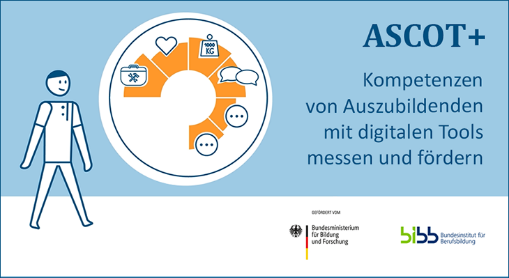 ASCOT+
Kompetenzen
von Auszubildenden
mit digitalen Tools
messen und fördern
1000
KG
GEFÖRDERT VOM
Bundesministerium
für Bildung
und Forschung
bibb
Bundesinstitut für
Berufsbildung